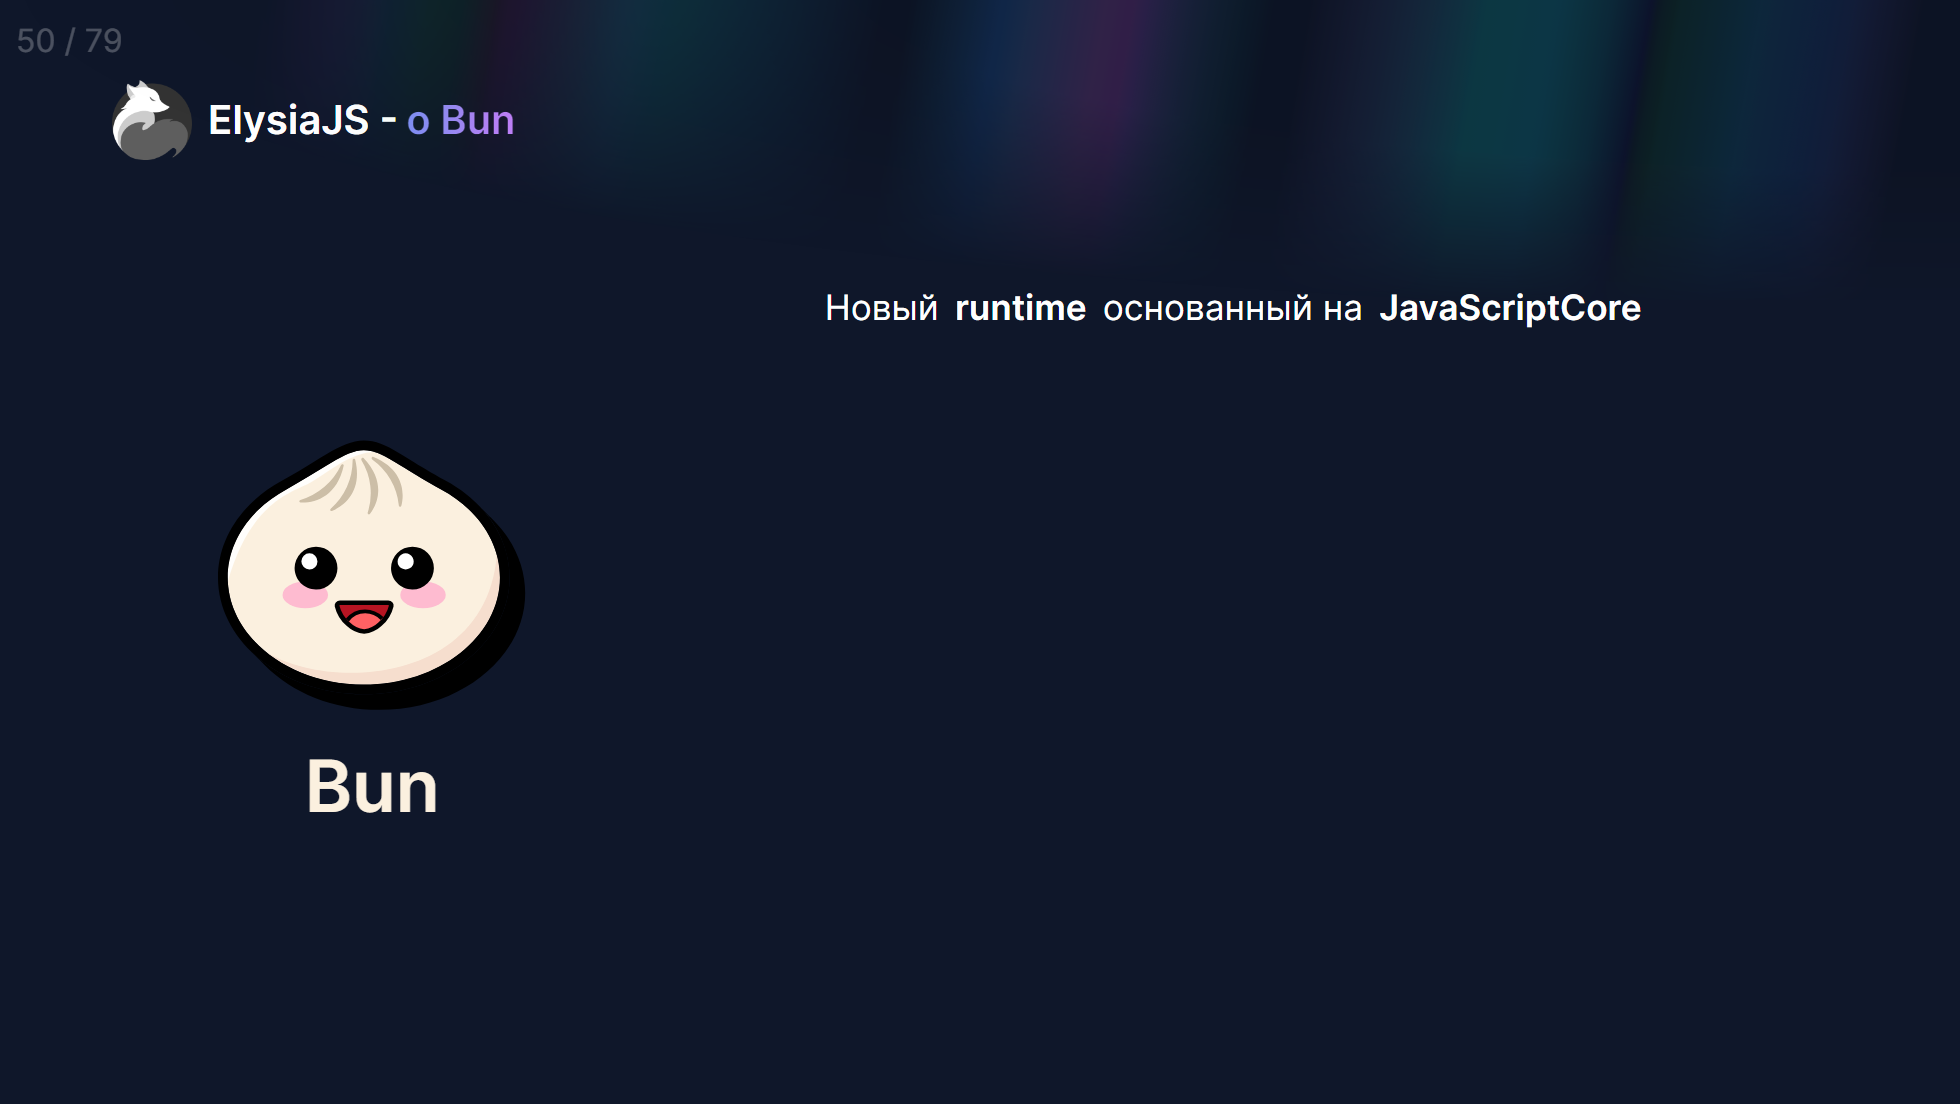 50 / 79
ElysiaJS - о Bun
Новый runtime основанный на JavaScriptCore
Bun